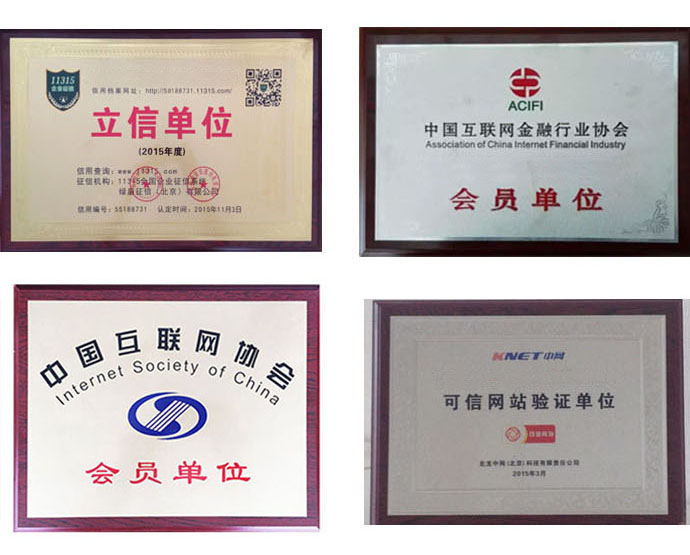 11315
企业征信
信用档案网址：http://58188731.11315.com/
立信单位
(2015年度)
信用查询：www.11315.com
征信机构：11315全国企业征信系统
绿盾征信（北京）有限公司
信用编号：55188731 认定时间：2015年11月3日
ACIFI
中国互联网金融行业协会
Association of China Internet Financial Industry
会员单位
中国互联网协会
Internet Society of China
会员单位
KNET中网
可信网站验证单位
北龙中网(北京)科技有限责任公司
2015年3月